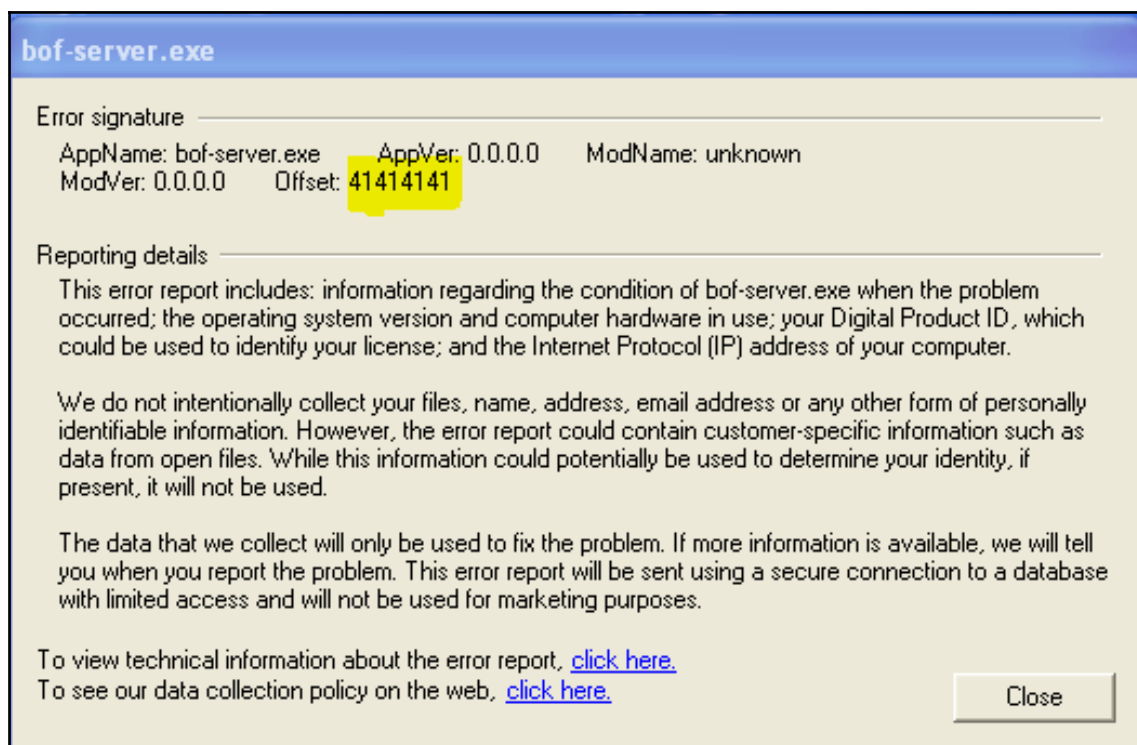 bof-server.exe
Error signature
AppName: bof-server.exe AppVer: 0.0.0.0 ModName: unknown
ModVer: 0.0.0.0 Offset: 41414141
Reporting details
This error report includes: information regarding the condition of bof-server.exe when the problem
occurred; the operating system version and computer hardware in use; your Digital Product ID, which
could be used to identify your license; and the Internet Protocol (IP) address of your computer.
We do not intentionally collect your files, name, address, email address or any other form of personally
identifiable information. However, the error report could contain customer-specific information such as
data from open files. While this information could potentially be used to determine your identity, if
present, it will not be used.
The data that we collect will only be used to fix the problem. If more information is available, we will tell
you when you report the problem. This error report will be sent using a secure connection to a database
with limited access and will not be used for marketing purposes.
To view technical information about the error report, click here.
To see our data collection policy on the web, click here.
Close